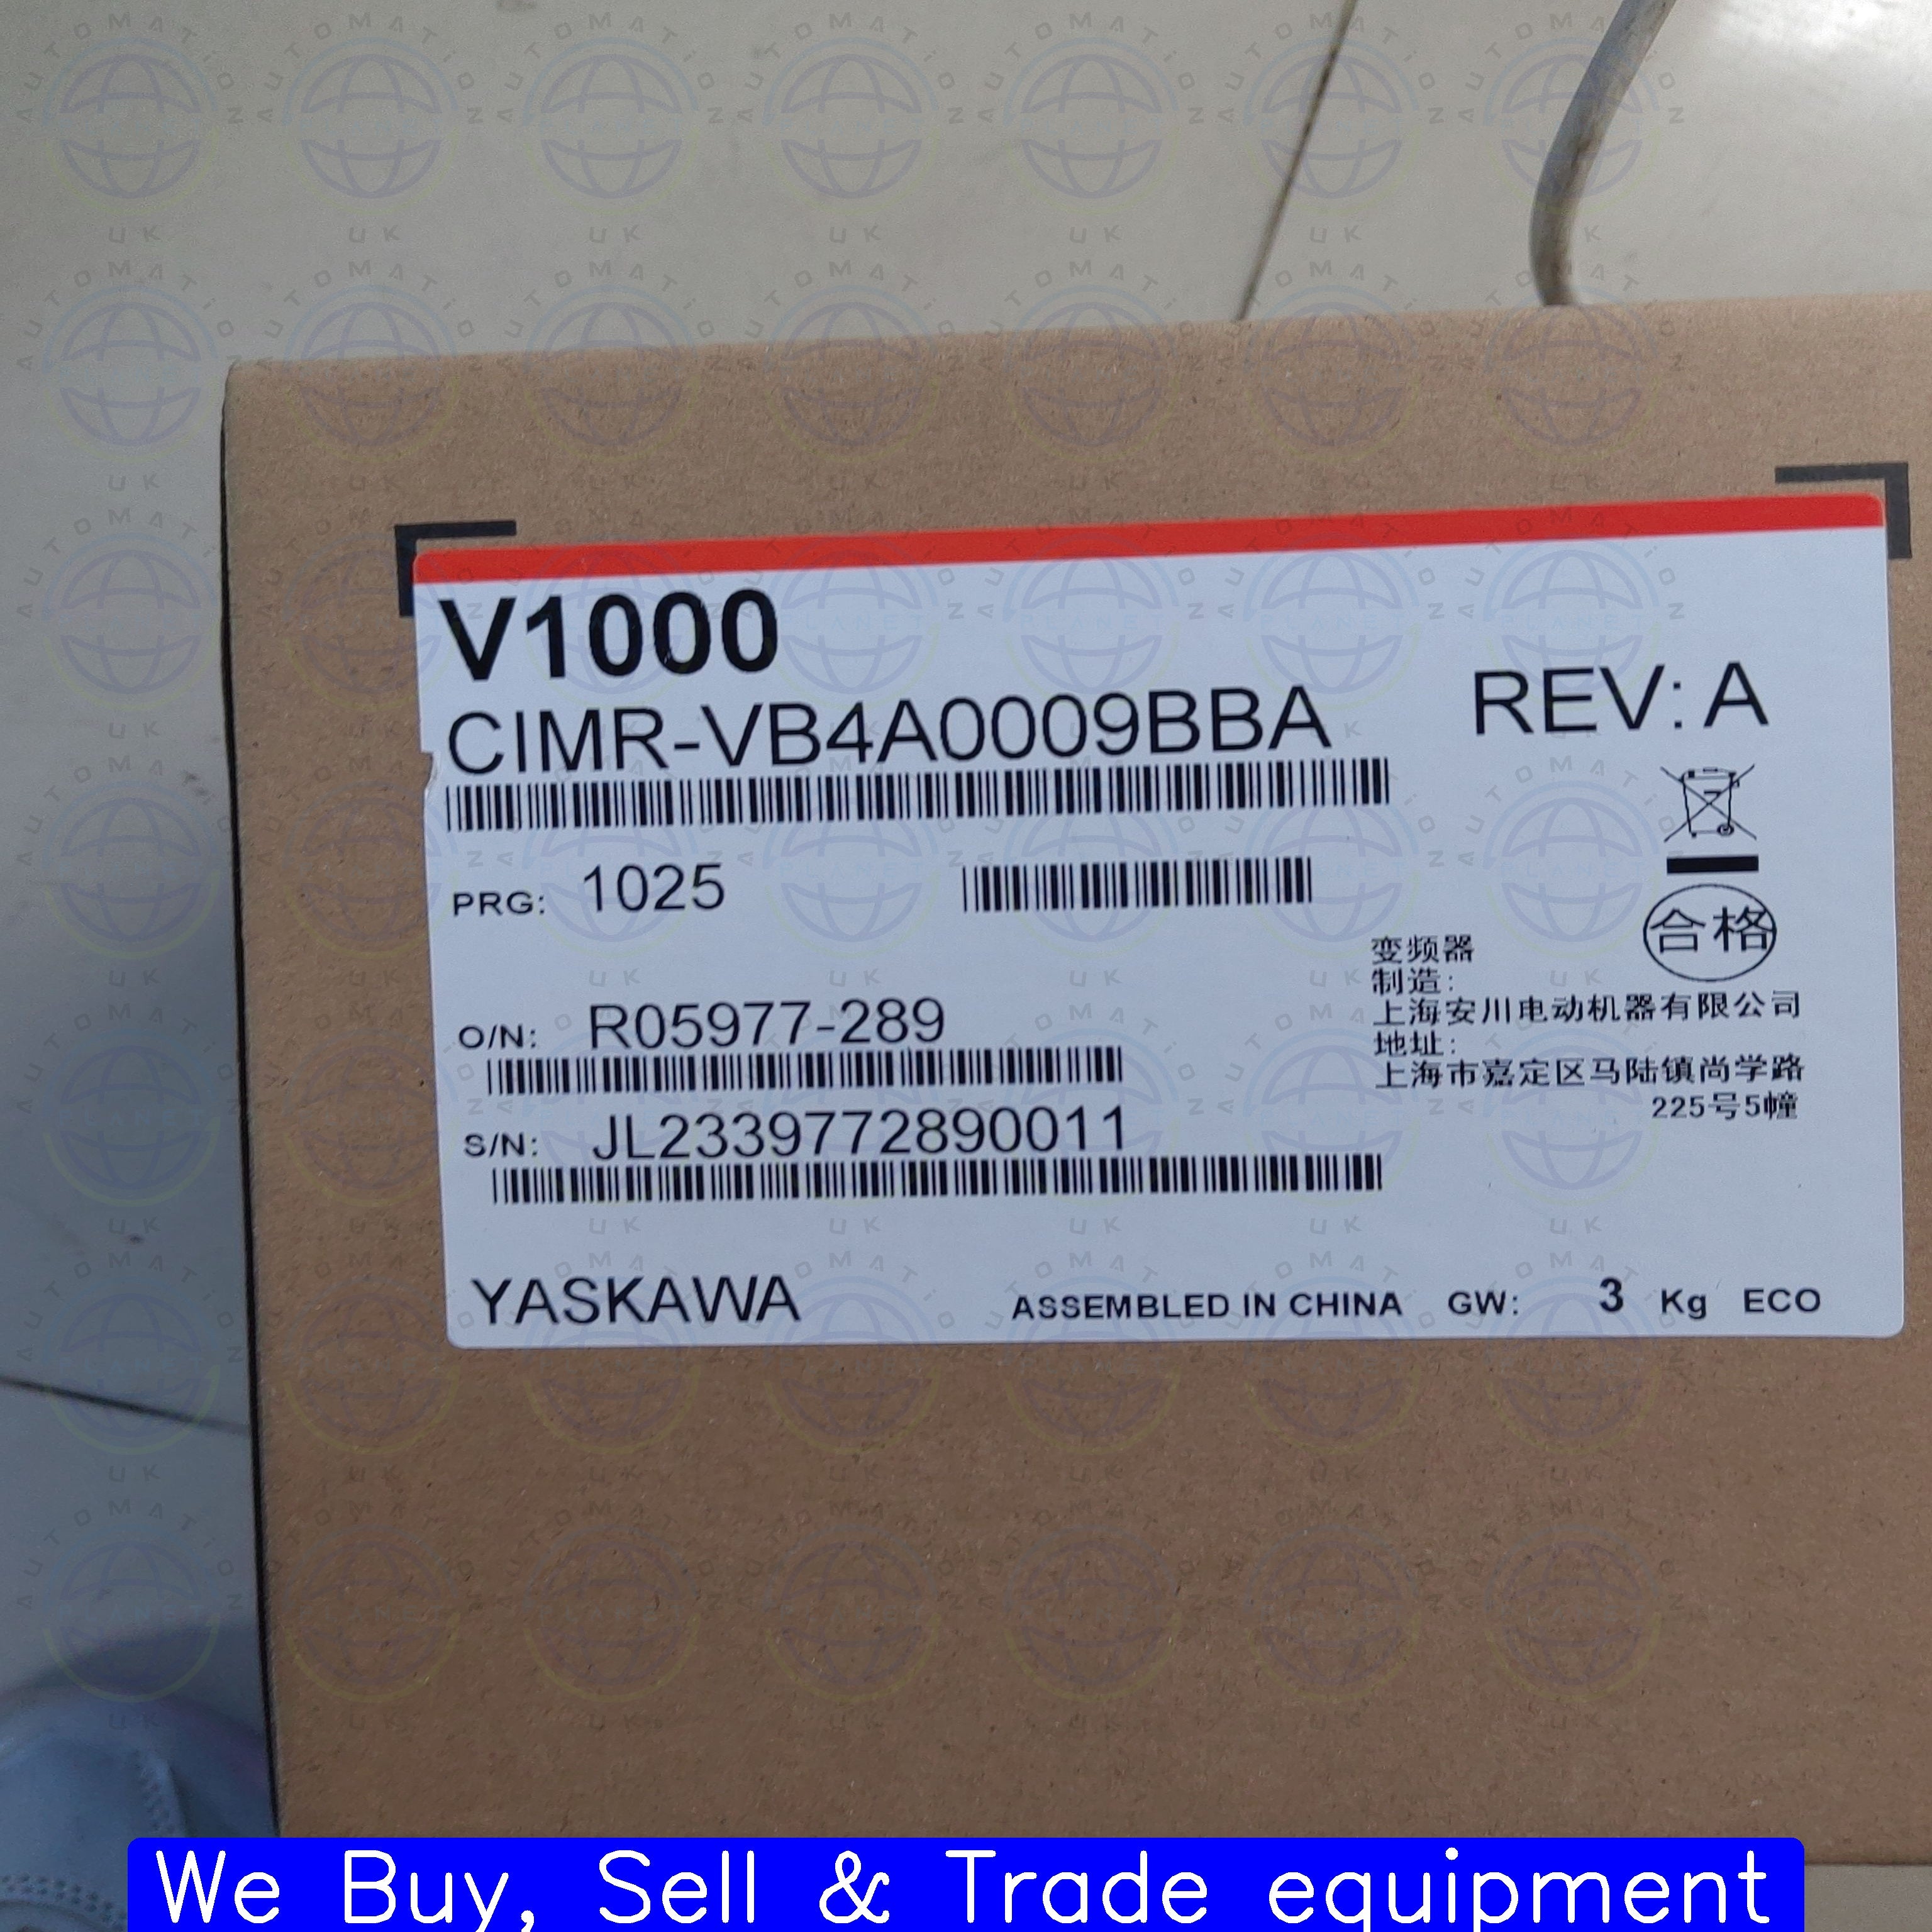 V1000
CIMR-VB4A0009BBA
REV: A
PRG: 1025
合格
变频器
制造:
上海安川电动机器有限公司
地址:
上海市嘉定区马陆镇尚学路
225号5幢
O/N: R05977-289
S/N: JL2339772890011
YASKAWA
ASSEMBLED IN CHINA GW: 3 Kg ECO
We Buy, Sell & Trade equipment